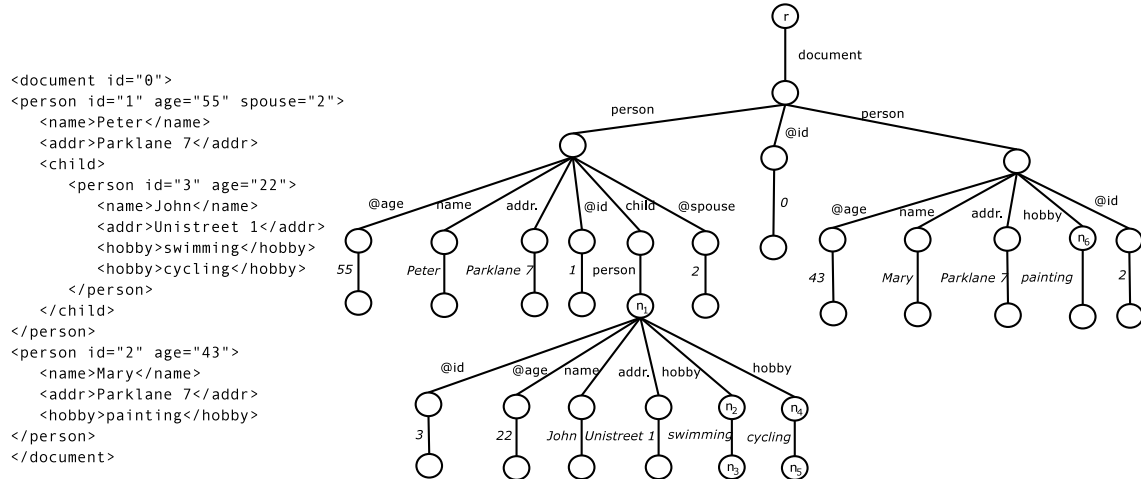 <document id="0">
<person id="1" age="55" spouse="2">
<name>Peter</name>
<addr>Parklane 7</addr>
<child>
<person id="3" age="22">
<name>John</name>
<addr>Unistreet 1</addr>
<hobby>swimming</hobby>
<hobby>cycling</hobby>
</person>
</child>
</person>
<person id="2" age="43">
<name>Mary</name>
<addr>Parklane 7</addr>
<hobby>painting</hobby>
</person>
</document>
r
document
person
person
@id
@age
name
addr.
@id
child
@spouse
0
@age
name
addr.
hobby
@id
n6
55
Peter
Parklane 7
1
person
2
43
Mary
Parklane 7
painting
2
n1
@id
@age
name
addr.
hobby
hobby
n2
n4
3
22
John
Unistreet 1
swimming
cycling
n3
n5